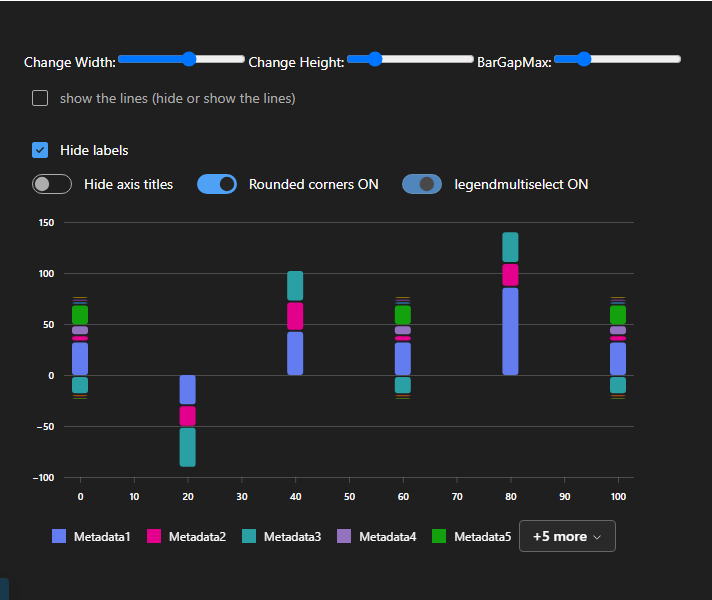 Change Width: Change Height: BarGapMax:
show the lines (hide or show the lines)
Hide labels
Hide axis titles Rounded corners ON legendmultiselect ON
150
100
50
0
−50
−100
0 10 20 30 40 50 60 70 80 90 100
Metadata1 Metadata2 Metadata3 Metadata4 Metadata5 +5 more